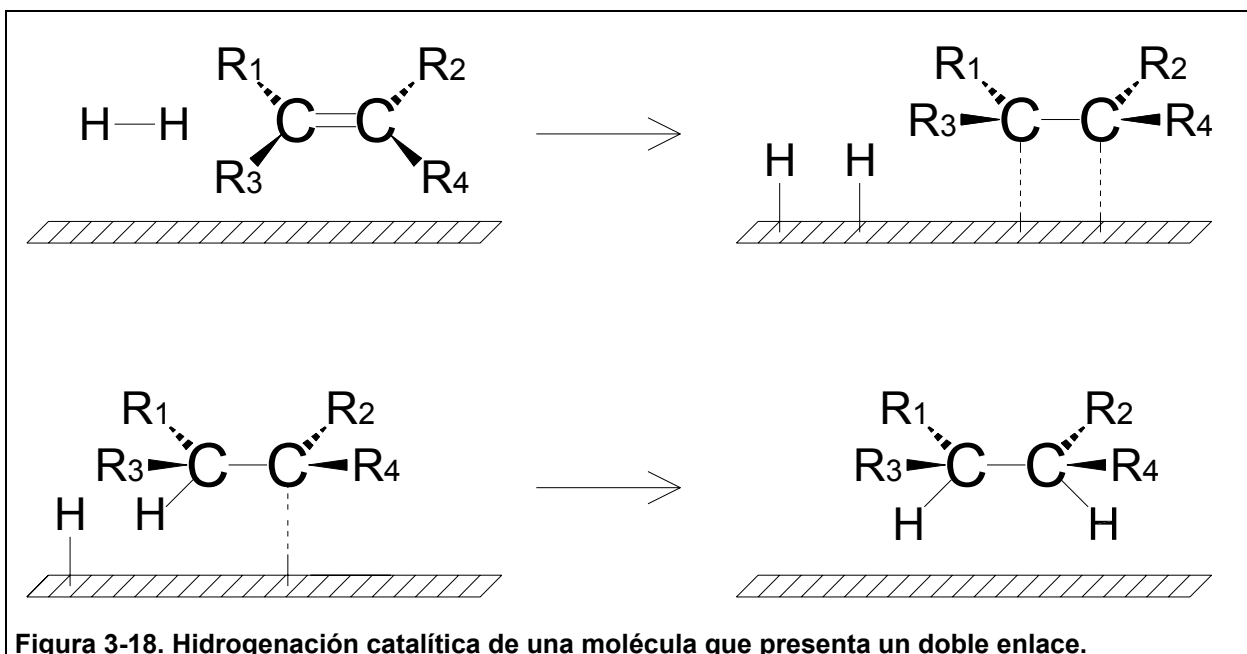 R1 R2 R1 R2
H—H C=C R3 C—C R4
R3 R4 H H
R1 R2 R1 R2
R3 C—C R4 R3 C—C R4
H H H H
Figura 3-18. Hidrogenación catalítica de una molécula que presenta un doble enlace.